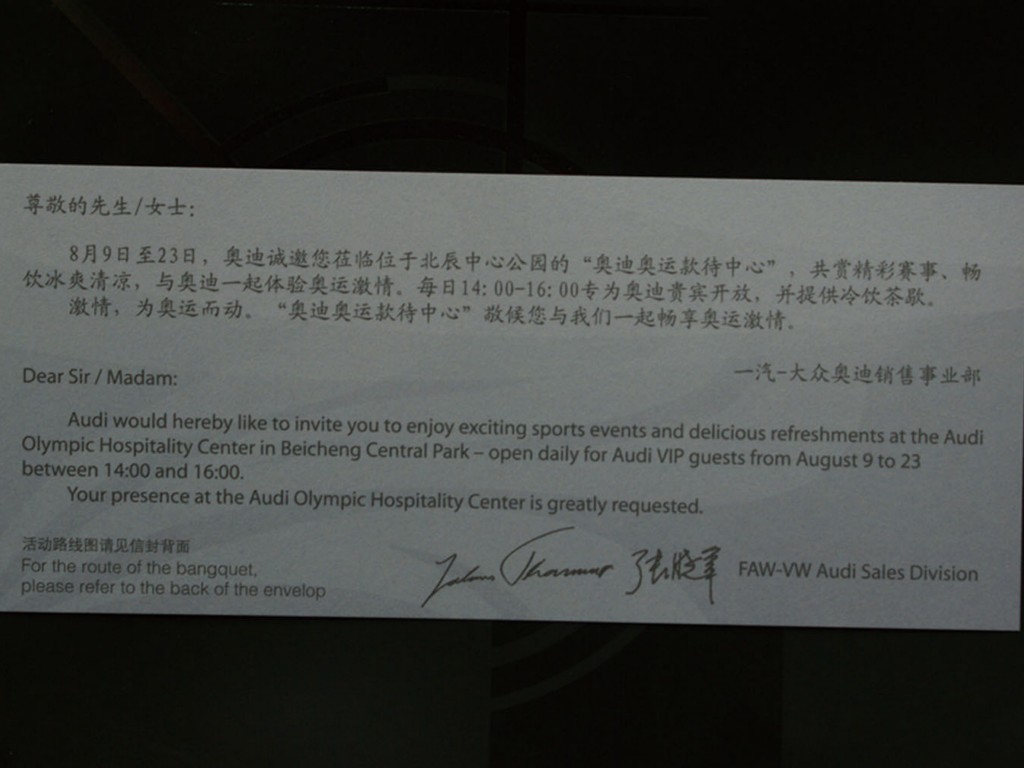 尊敬的先生/女士:
8月9日至23日，奥迪诚邀您莅临位于北辰中心公园的“奥迪奥运款待中心”，共赏精彩赛事、畅
饮冰爽清凉，与奥迪一起体验奥运激情。每日14:00-16:00专为奥迪贵宾开放，并提供冷饮茶歇。
激情，为奥运而动。“奥迪奥运款待中心”敬候您与我们一起畅享奥运激情。
一汽-大众奥迪销售事业部
Dear Sir / Madam:
Audi would hereby like to invite you to enjoy exciting sports events and delicious refreshments at the Audi
Olympic Hospitality Center in Beicheng Central Park – open daily for Audi VIP guests from August 9 to 23
between 14:00 and 16:00.
Your presence at the Audi Olympic Hospitality Center is greatly requested.
活动路线图请见信封背面
For the route of the bangquet,
please refer to the back of the envelop
张晓军 FAW-VW Audi Sales Division